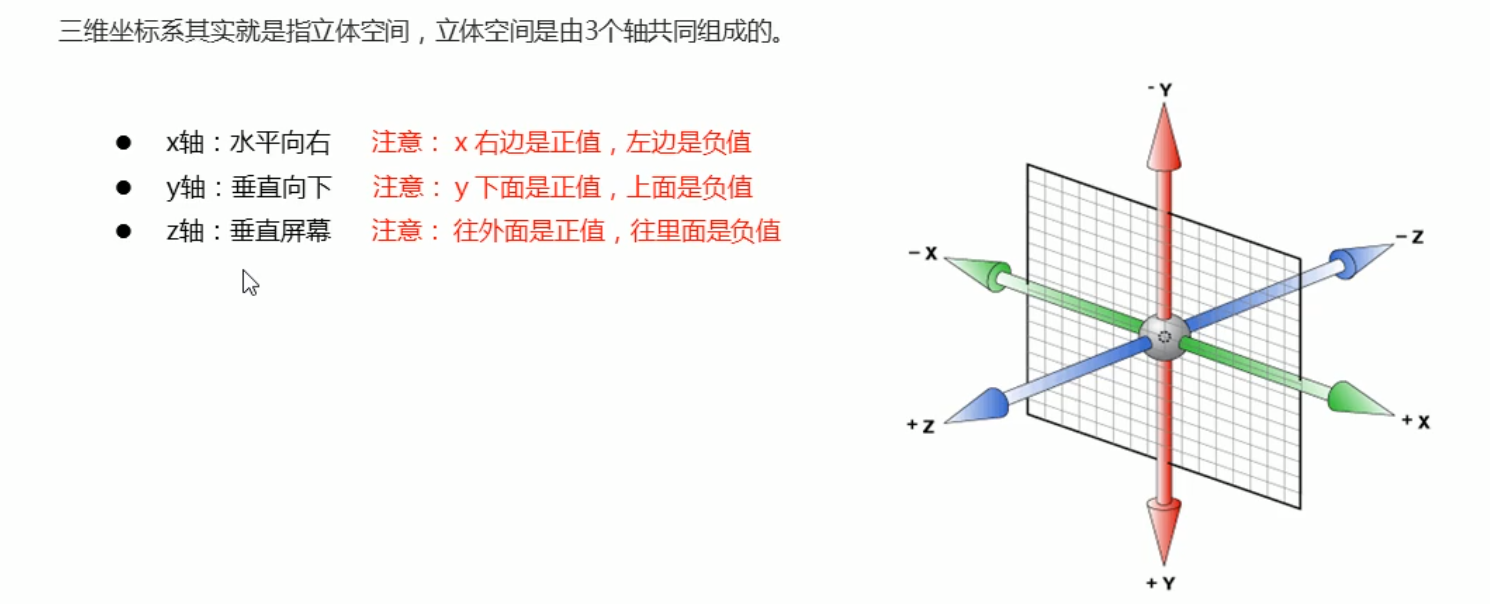 三维坐标系其实就是指立体空间，立体空间是由3个轴共同组成的。
x轴：水平向右 注意： x 右边是正值，左边是负值
y轴：垂直向下 注意： y 下面是正值，上面是负值
z轴：垂直屏幕 注意： 往外面是正值，往里面是负值
- Y
- Z
- X
+ Z
+ X
+ Y